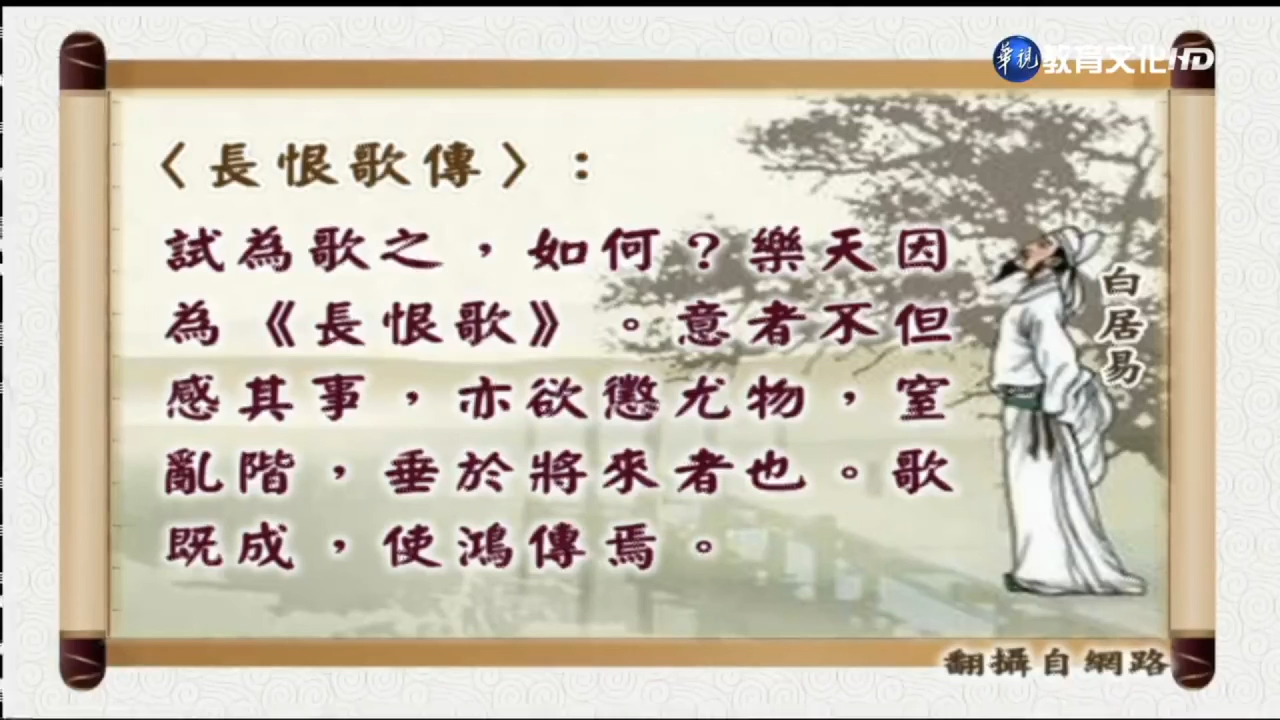 華視 教育文化HD
〈長恨歌傳〉：
試為歌之，如何？樂天因
為《長恨歌》。意者不但
感其事，亦欲懲尤物，窒
亂階，垂於將來者也。歌
既成，使鴻傳焉。
白居易
翻攝自網路